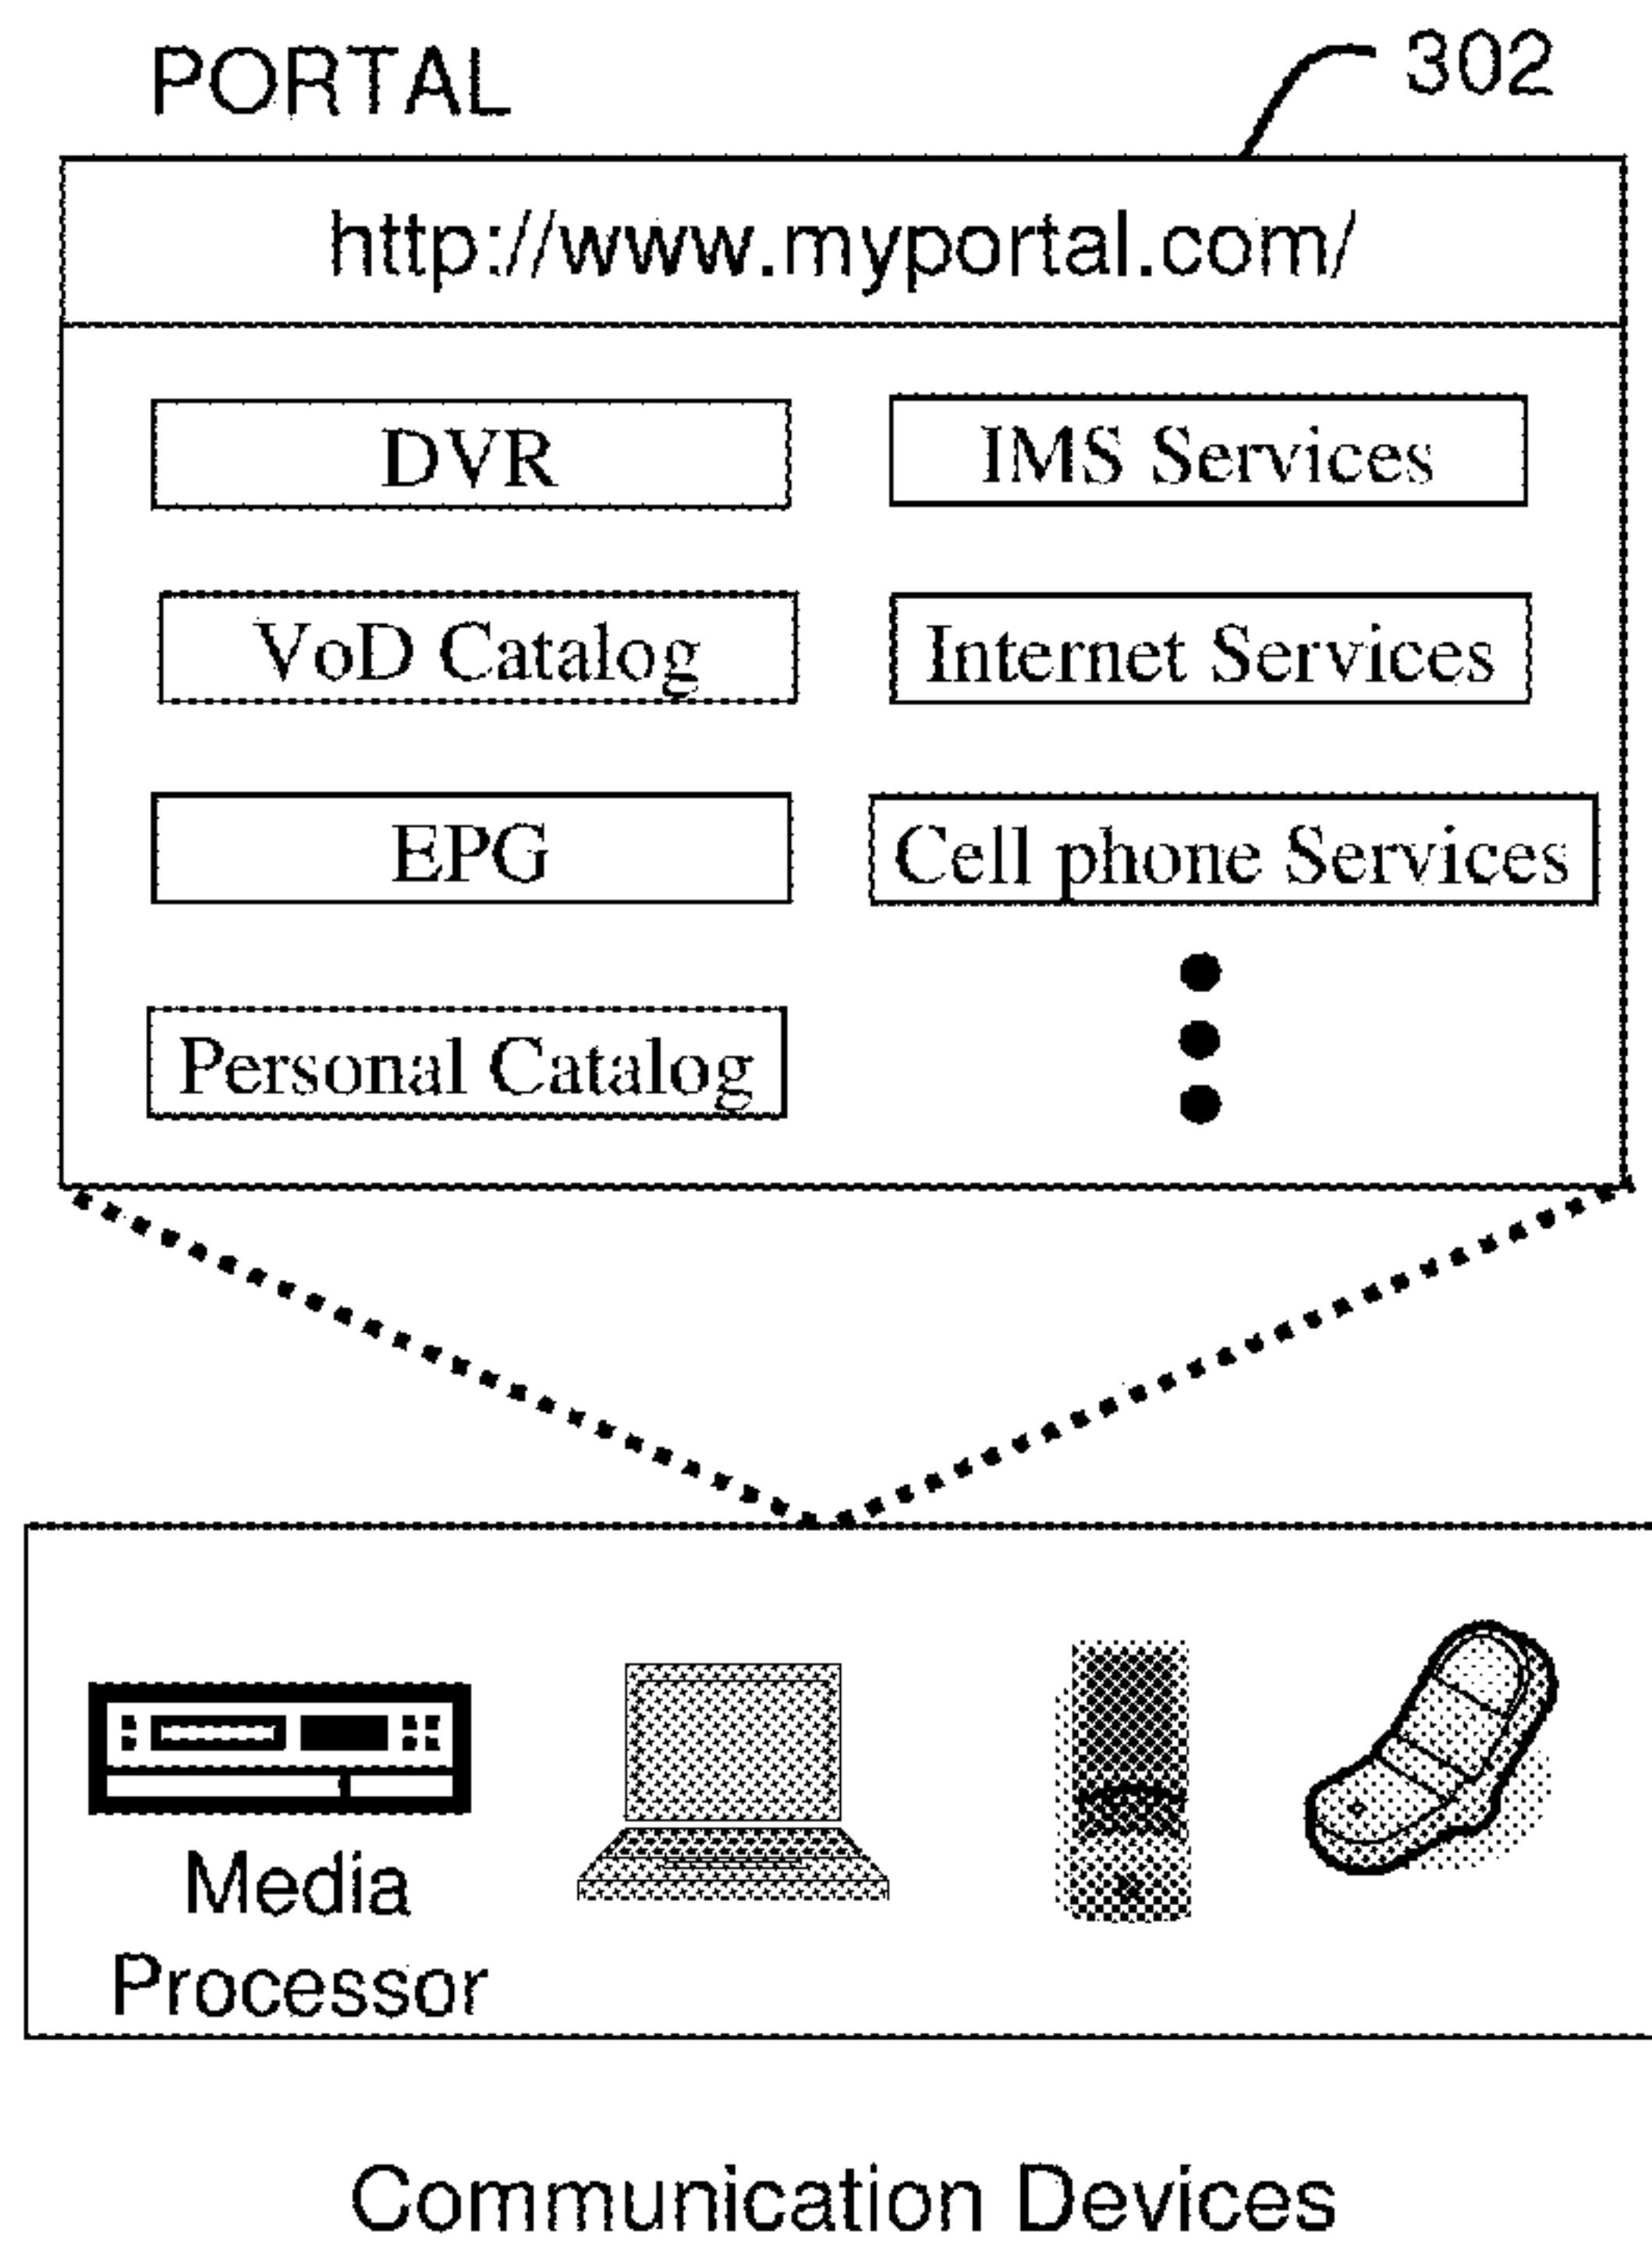 PORTAL
302
http://www.myportal.com/
DVR
IMS Services
VoD Catalog
Internet Services
EPG
Cell phone Services
Personal Catalog
Media
Processor
Communication Devices